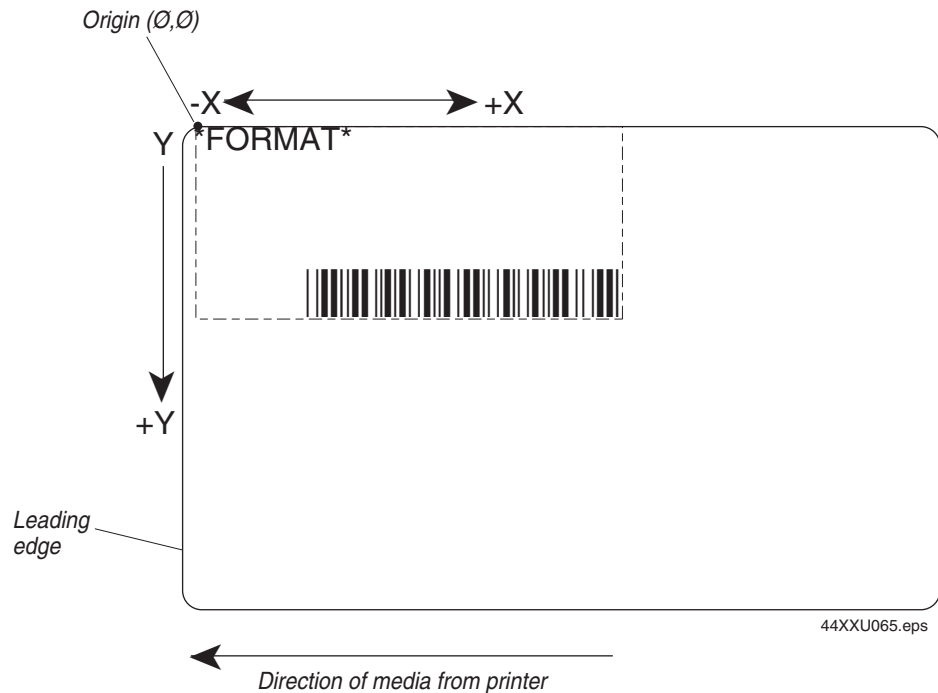 Origin (Ø,Ø)
-X +X
Y *FORMAT*
+Y
Leading
edge
44XXU065.eps
Direction of media from printer